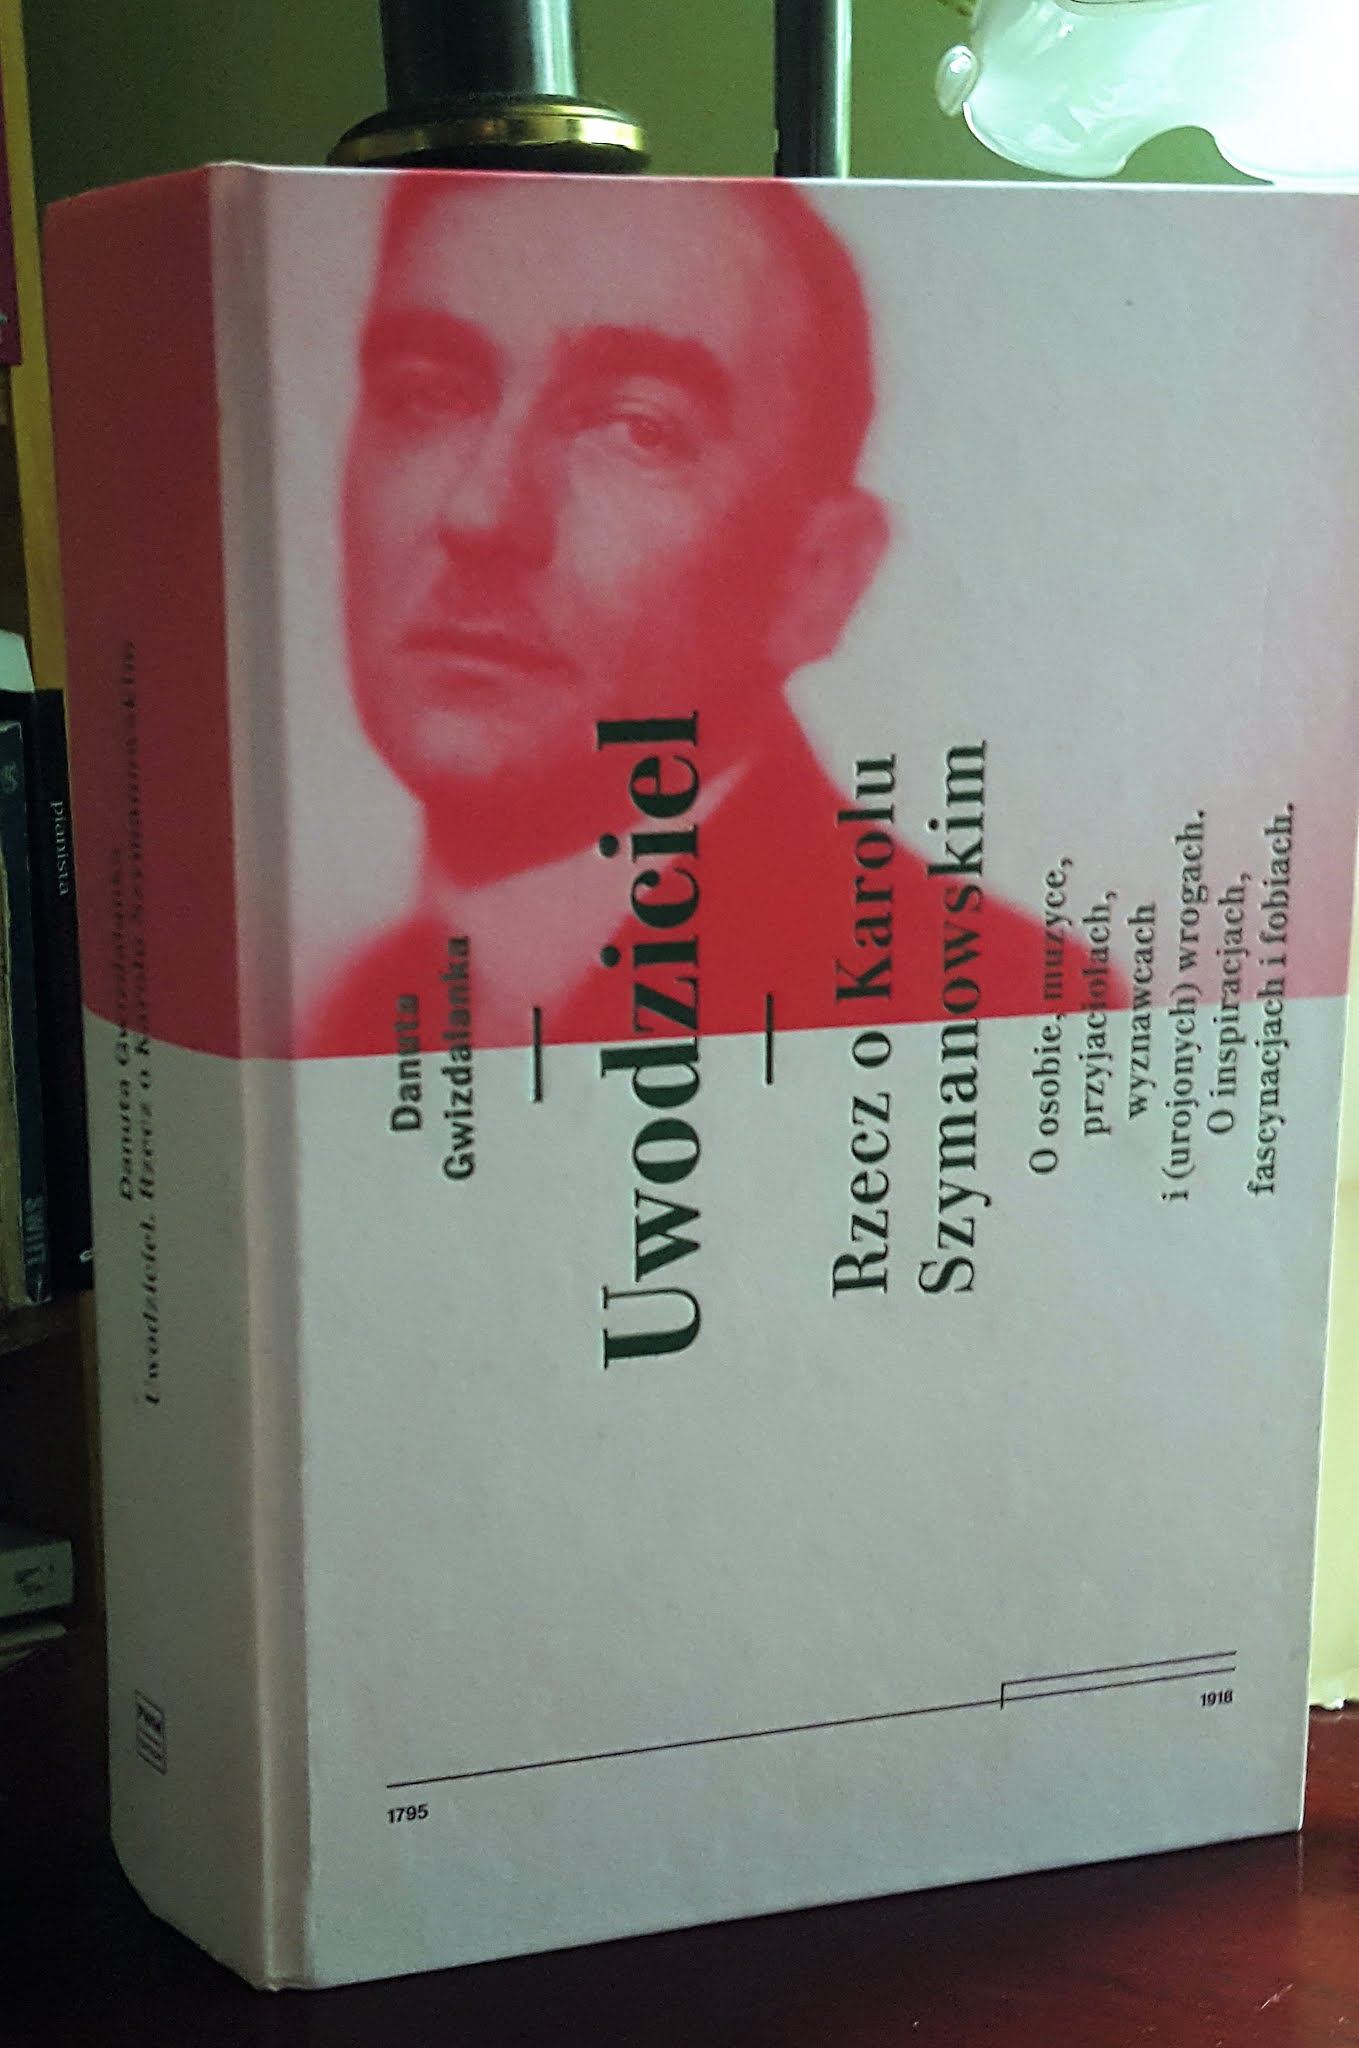 Danuta
Gwizdalanka
Uwodziciel
Rzecz o Karolu
Szymanowskim
O osobie, muzyce,
przyjaciołach,
wyznawcach
i (urojonych) wrogach.
O inspiracjach,
fascynacjach i fobiach.
1795
1918
Danuta Gwizdalanka
Uwodziciel. Rzecz o Karolu Szymanowskim
pianista